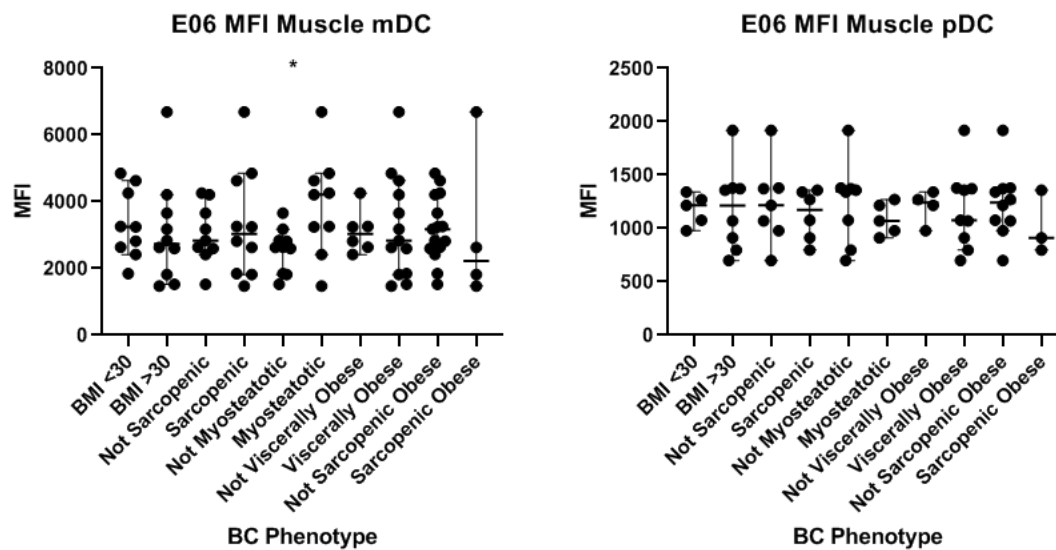 E06 MFI Muscle mDC
*
8000
6000
4000
2000
0
MFI
BMI <30
BMI >30
Not Sarcopenic
Sarcopenic
Not Myosteatotic
Myosteatotic
Not Viscerally Obese
Viscerally Obese
Not Sarcopenic Obese
Sarcopenic Obese
BC Phenotype
E06 MFI Muscle pDC
2500
2000
1500
1000
500
0
MFI
BMI <30
BMI >30
Not Sarcopenic
Sarcopenic
Not Myosteatotic
Myosteatotic
Not Viscerally Obese
Viscerally Obese
Not Sarcopenic Obese
Sarcopenic Obese
BC Phenotype